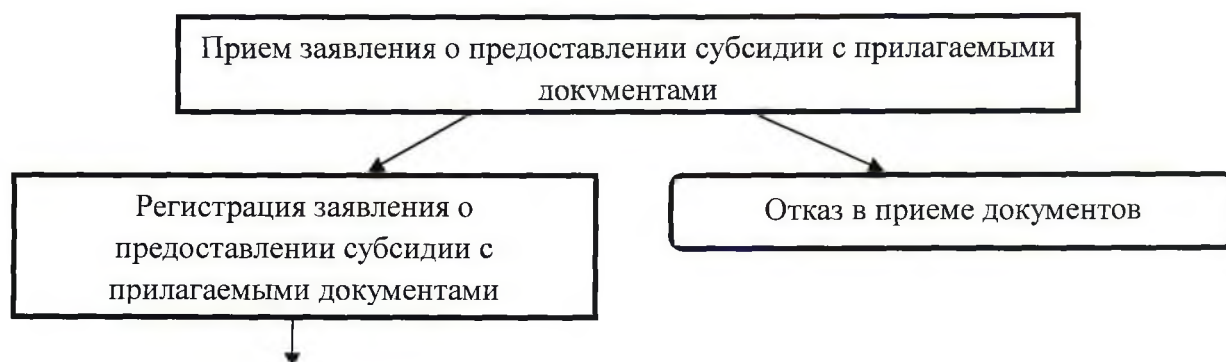 Прием заявления о предоставлении субсидии с прилагаемыми
документами
Регистрация заявления о
предоставлении субсидии с
прилагаемыми документами
Отказ в приеме документов